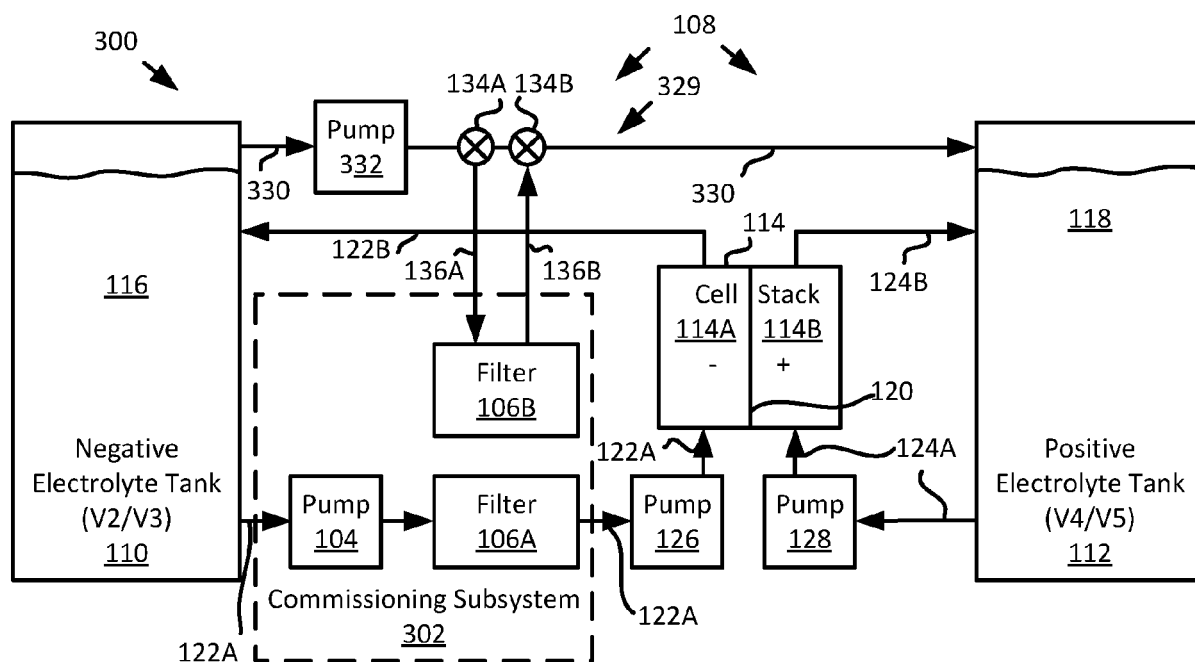 300
108
134A 134B
329
Pump
332
330
330
114
118
122B
136A
136B
124B
116
Cell Stack
114A 114B
- +
Filter
106B
120
122A
124A
Negative
Electrolyte Tank
(V2/V3)
110
Pump
104
Filter
106A
Pump
126
Pump
128
Positive
Electrolyte Tank
(V4/V5)
112
Commissioning Subsystem
302
122A
122A